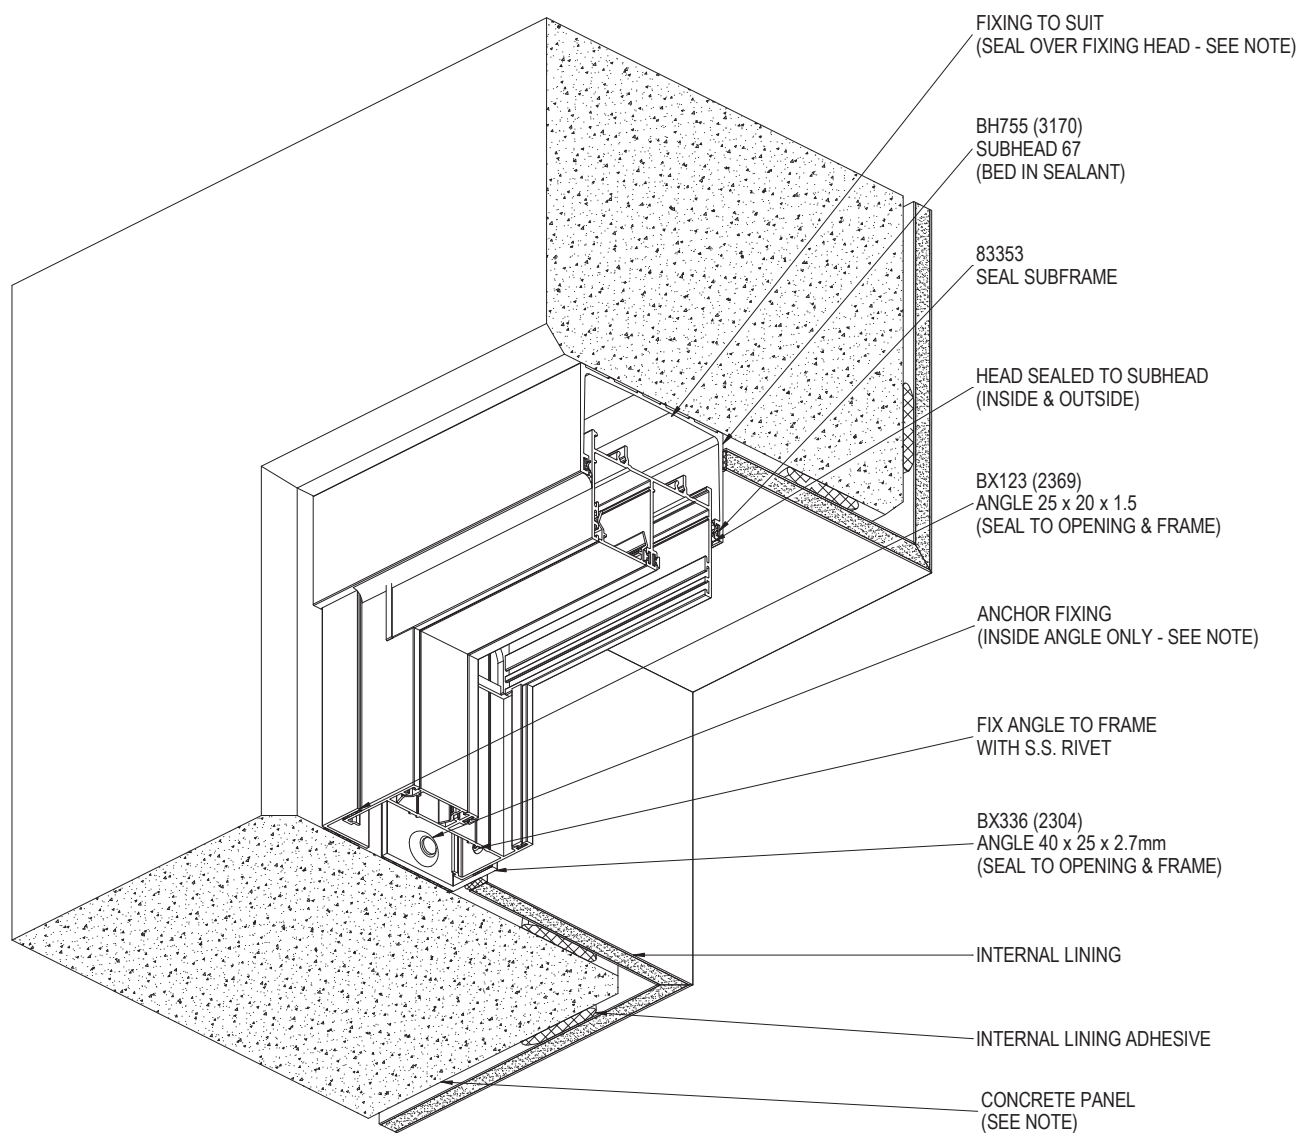 FIXING TO SUIT
(SEAL OVER FIXING HEAD - SEE NOTE)
BH755 (3170)
SUBHEAD 67
(BED IN SEALANT)
83353
SEAL SUBFRAME
HEAD SEALED TO SUBHEAD
(INSIDE & OUTSIDE)
BX123 (2369)
ANGLE 25 x 20 x 1.5
(SEAL TO OPENING & FRAME)
ANCHOR FIXING
(INSIDE ANGLE ONLY - SEE NOTE)
FIX ANGLE TO FRAME
WITH S.S. RIVET
BX336 (2304)
ANGLE 40 x 25 x 2.7mm
(SEAL TO OPENING & FRAME)
INTERNAL LINING
INTERNAL LINING ADHESIVE
CONCRETE PANEL
(SEE NOTE)